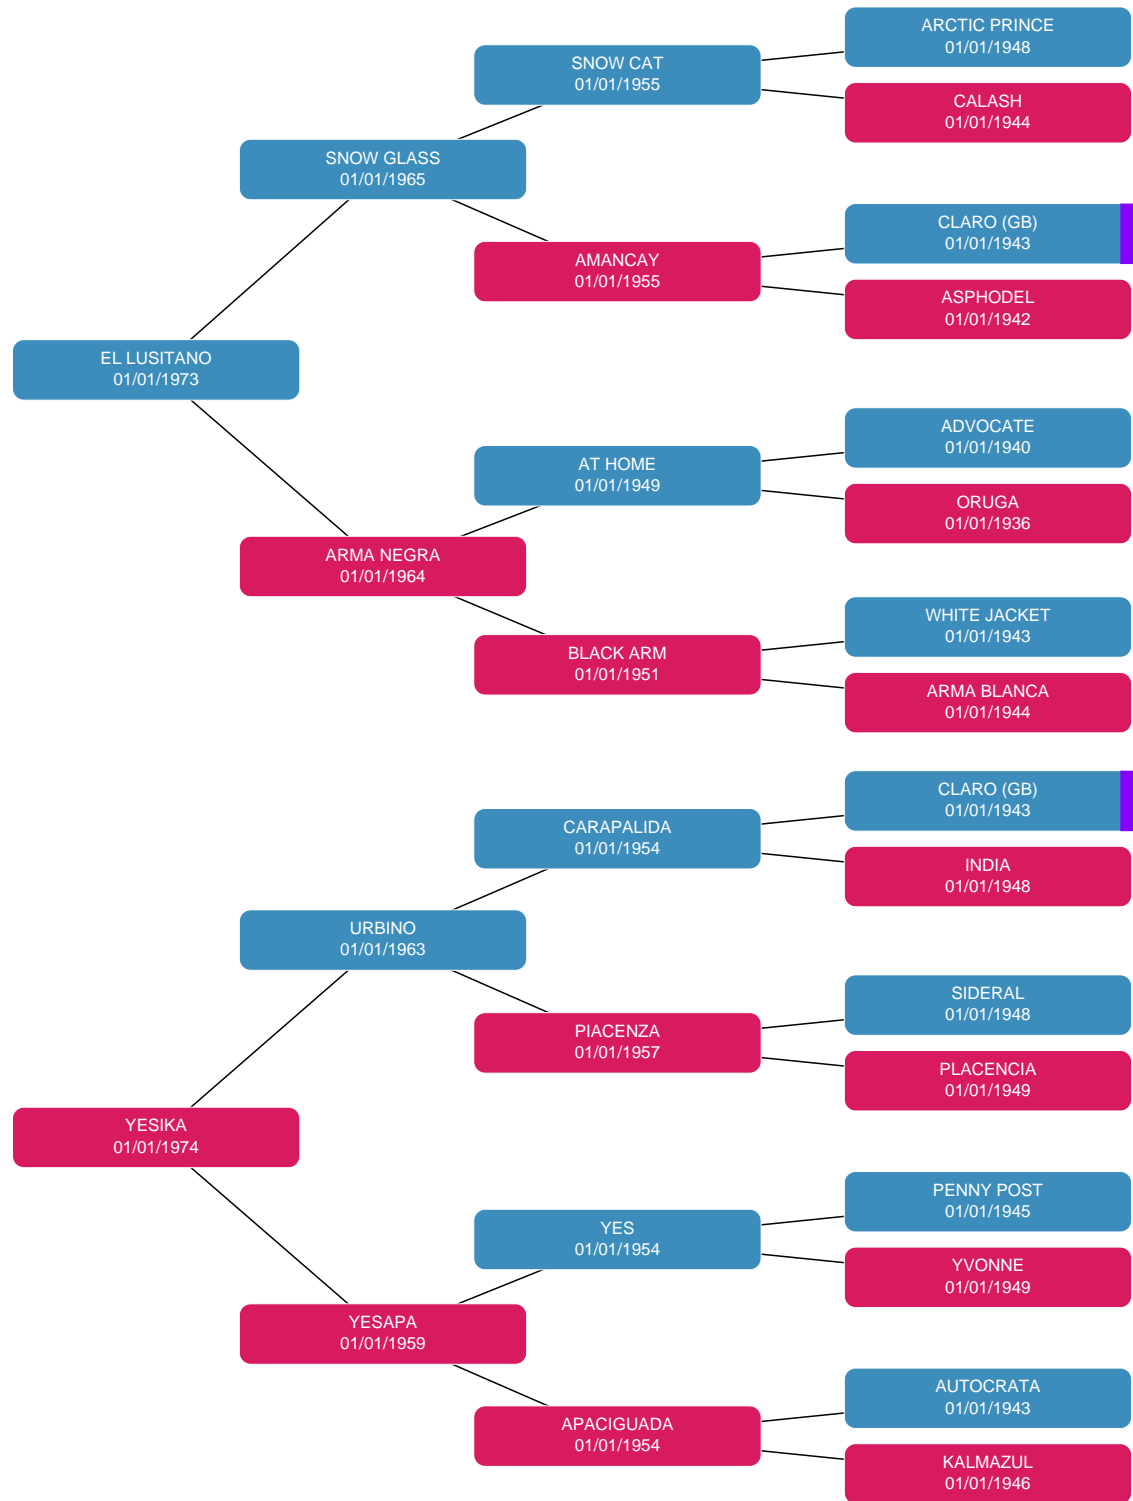 ARCTIC PRINCE
01/01/1948
SNOW CAT
01/01/1955
CALASH
01/01/1944
SNOW GLASS
01/01/1965
CLARO (GB)
01/01/1943
AMANCAY
01/01/1955
ASPHODEL
01/01/1942
EL LUSITANO
01/01/1973
ADVOCATE
01/01/1940
AT HOME
01/01/1949
ORUGA
01/01/1936
ARMA NEGRA
01/01/1964
WHITE JACKET
01/01/1943
BLACK ARM
01/01/1951
ARMA BLANCA
01/01/1944
CLARO (GB)
01/01/1943
CARAPALIDA
01/01/1954
INDIA
01/01/1948
URBINO
01/01/1963
SIDERAL
01/01/1948
PIACENZA
01/01/1957
PLACENCIA
01/01/1949
YESIKA
01/01/1974
PENNY POST
01/01/1945
YES
01/01/1954
YVONNE
01/01/1949
YESAPA
01/01/1959
AUTOCRATA
01/01/1943
APACIGUADA
01/01/1954
KALMAZUL
01/01/1946